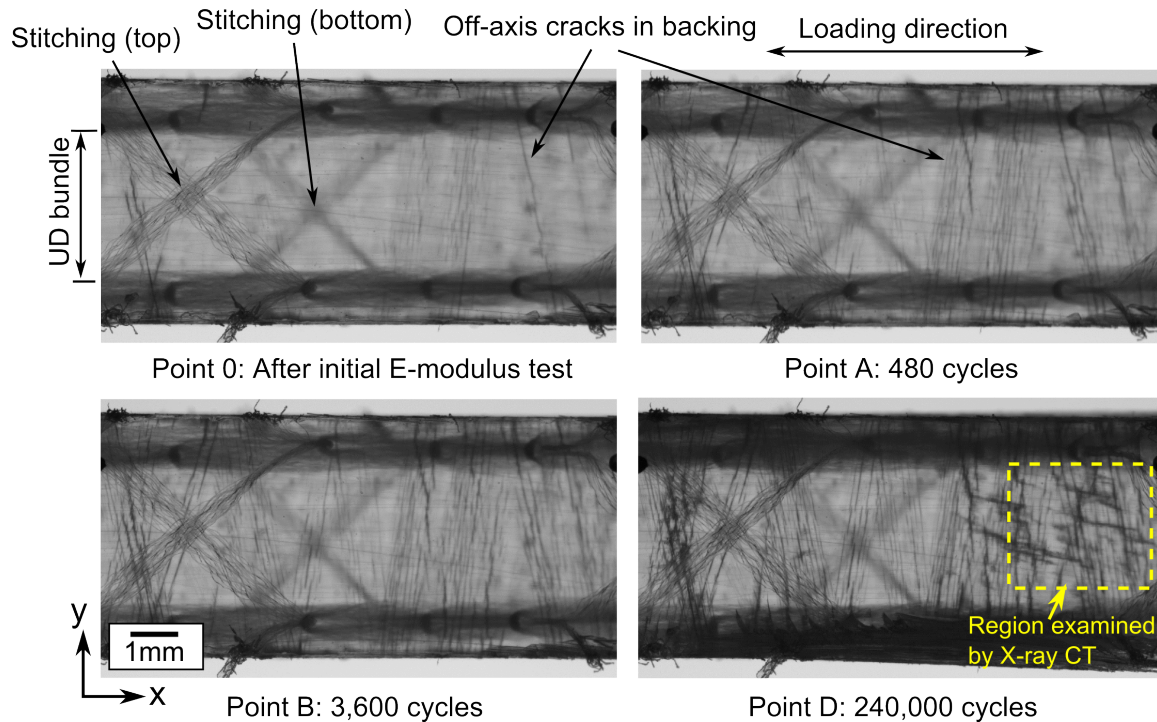 Stitching (top)
Stitching (bottom)
Off-axis cracks in backing
Loading direction
UD bundle
Point 0: After initial E-modulus test
Point A: 480 cycles
y
1mm
x
Region examined
by X-ray CT
Point B: 3,600 cycles
Point D: 240,000 cycles